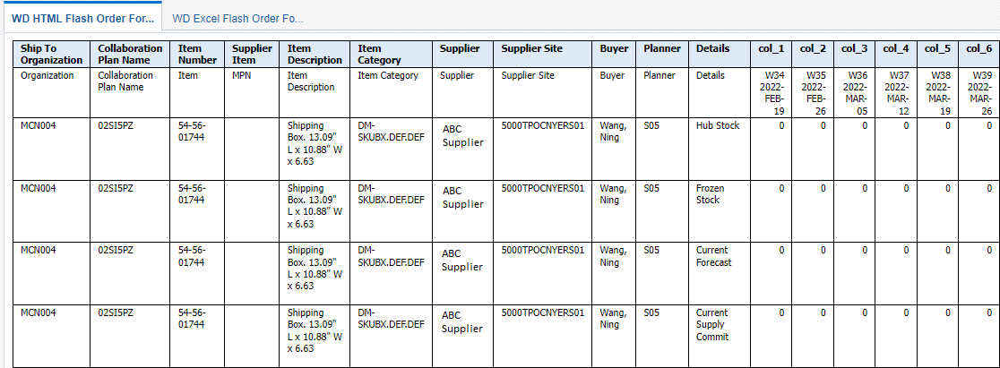 WD HTML Flash Order For... WD Excel Flash Order Fo...
Ship To Collaboration Item Supplier Item Item Supplier Supplier Site Buyer Planner Details col_1 col_2 col_3 col_4 col_5 col_6
Organization Plan Name Number Item Description Category
Organization Collaboration Item MPN Item Item Category Supplier Supplier Site Buyer Planner Details W34 W35 W36 W37 W38 W39
Plan Name Description 2022- 2022- 2022- 2022- 2022- 2022-
FEB- FEB- MAR- MAR- MAR- MAR-
19 26 05 12 19 26
MCN004 02SI5PZ 54-56- Shipping DM- ABC 5000TPOCNYERS01 Wang, S05 Hub Stock 0 0 0 0 0 0
01744 Box. 13.09" SKUBX.DEF.DEF Supplier Ning
L x 10.88" W
x 6.63
MCN004 02SI5PZ 54-56- Shipping DM- ABC 5000TPOCNYERS01 Wang, S05 Frozen 0 0 0 0 0 0
01744 Box. 13.09" SKUBX.DEF.DEF Supplier Ning Stock
L x 10.88" W
x 6.63
MCN004 02SI5PZ 54-56- Shipping DM- ABC 5000TPOCNYERS01 Wang, S05 Current 0 0 0 0 0 0
01744 Box. 13.09" SKUBX.DEF.DEF Supplier Ning Forecast
L x 10.88" W
x 6.63
MCN004 02SI5PZ 54-56- Shipping DM- ABC 5000TPOCNYERS01 Wang, S05 Current 0 0 0 0 0 0
01744 Box. 13.09" SKUBX.DEF.DEF Supplier Ning Supply
L x 10.88" W Commit
x 6.63